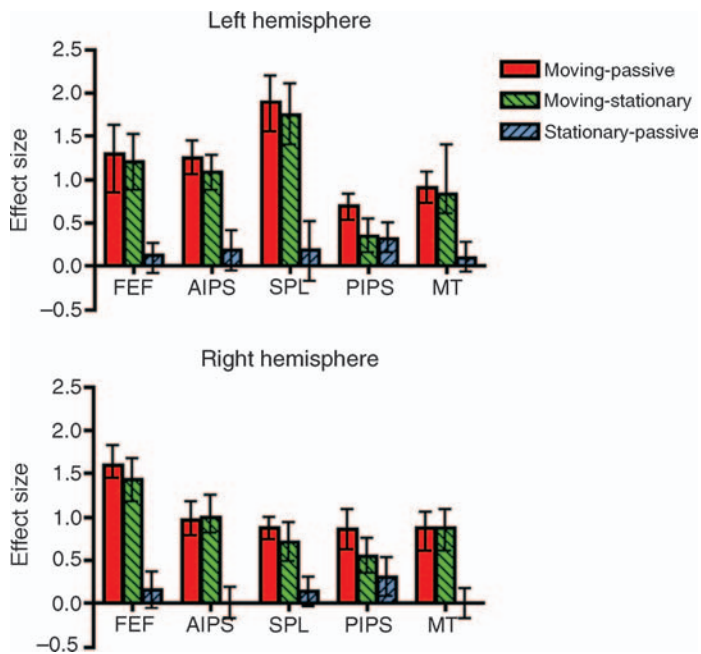 Left hemisphere
2.5
2.0
1.5
1.0
0.5
0.0
–0.5
Effect size
FEF AIPS SPL PIPS MT
Moving-passive
Moving-stationary
Stationary-passive
Right hemisphere
2.5
2.0
1.5
1.0
0.5
0.0
–0.5
Effect size
FEF AIPS SPL PIPS MT